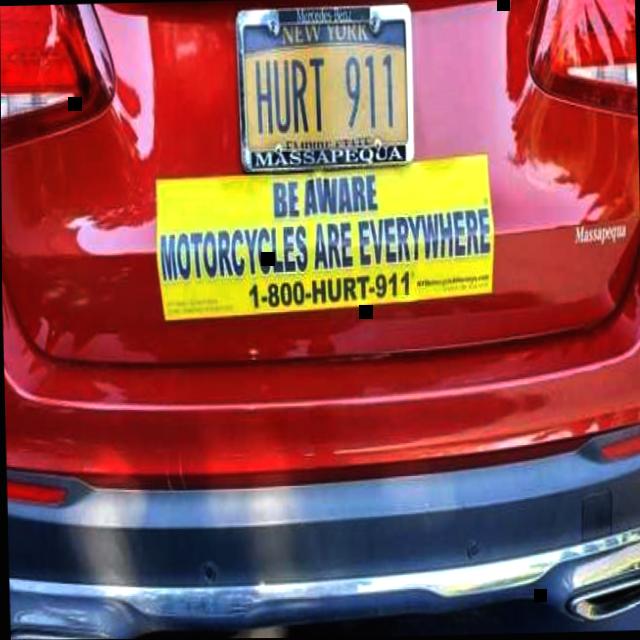 Mercedes-Benz
NEW YORK
HURT 911
EMPIRE STATE
MASSAPEQUA
BE AWARE
MOTORCYCLES ARE EVERYWHERE
1-800-HURT-911
Massapequa